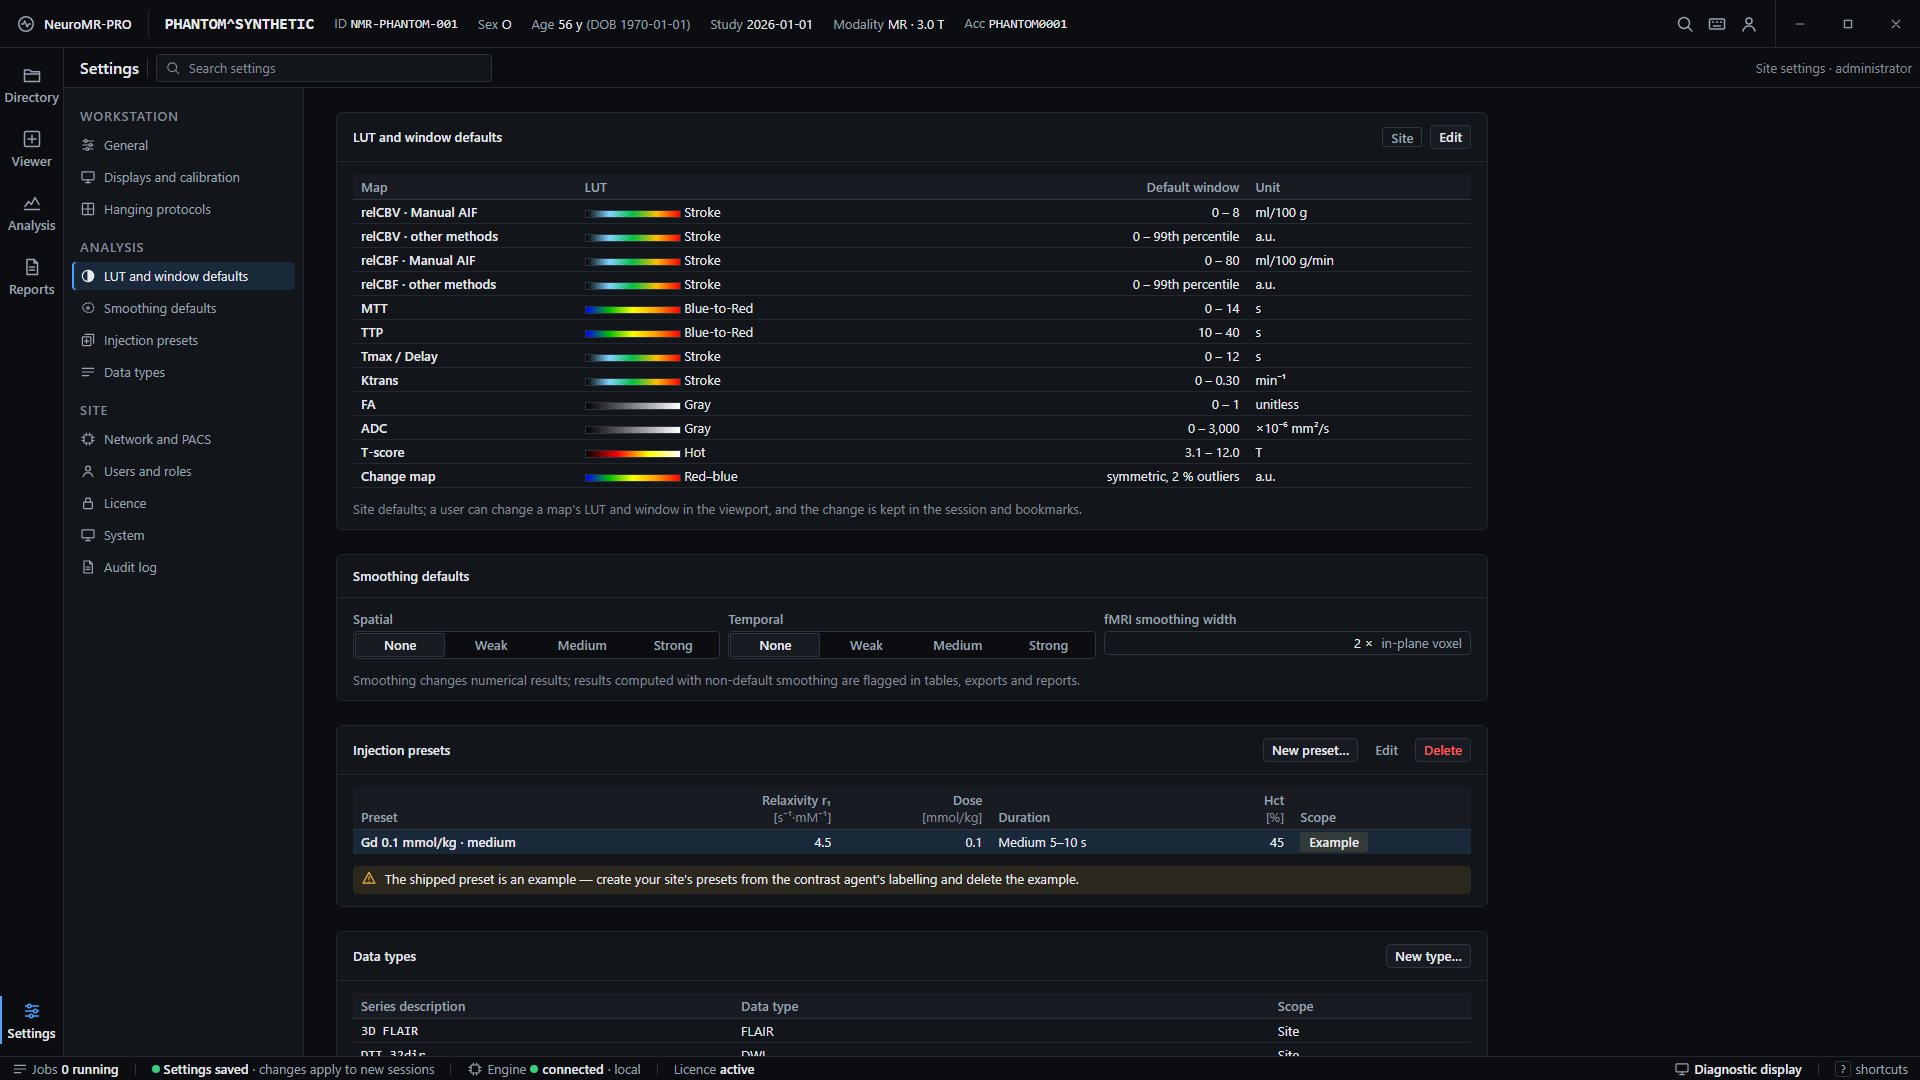 NeuroMR-PRO
PHANTOM^SYNTHETIC
ID NMR-PHANTOM-001
Sex O
Age 56 y (DOB 1970-01-01)
Study 2026-01-01
Modality MR · 3.0 T
Acc PHANTOM0001
Directory
Viewer
Analysis
Reports
Settings
Settings
Search settings
Site settings · administrator
WORKSTATION
General
Displays and calibration
Hanging protocols
ANALYSIS
LUT and window defaults
Smoothing defaults
Injection presets
Data types
SITE
Network and PACS
Users and roles
Licence
System
Audit log
LUT and window defaults
Site
Edit
Map LUT Default window Unit
relCBV · Manual AIF Stroke 0 – 8 ml/100 g
relCBV · other methods Stroke 0 – 99th percentile a.u.
relCBF · Manual AIF Stroke 0 – 80 ml/100 g/min
relCBF · other methods Stroke 0 – 99th percentile a.u.
MTT Blue-to-Red 0 – 14 s
TTP Blue-to-Red 10 – 40 s
Tmax / Delay Stroke 0 – 12 s
Ktrans Stroke 0 – 0.30 min⁻¹
FA Gray 0 – 1 unitless
ADC Gray 0 – 3,000 ×10⁻⁶ mm²/s
T-score Hot 3.1 – 12.0 T
Change map Red–blue symmetric, 2 % outliers a.u.
Site defaults; a user can change a map's LUT and window in the viewport, and the change is kept in the session and bookmarks.
Smoothing defaults
Spatial Temporal fMRI smoothing width
None Weak Medium Strong None Weak Medium Strong 2 × in-plane voxel
Smoothing changes numerical results; results computed with non-default smoothing are flagged in tables, exports and reports.
Injection presets
New preset...
Edit
Delete
Relaxivity r₁ Dose Hct
Preset [s⁻¹·mM⁻¹] [mmol/kg] Duration [%] Scope
Gd 0.1 mmol/kg · medium 4.5 0.1 Medium 5–10 s 45 Example
The shipped preset is an example — create your site's presets from the contrast agent's labelling and delete the example.
Data types
New type...
Series description Data type Scope
3D FLAIR FLAIR Site
DTI 32dir DWI Site
Jobs 0 running
Settings saved · changes apply to new sessions
Engine connected · local
Licence active
Diagnostic display
? shortcuts